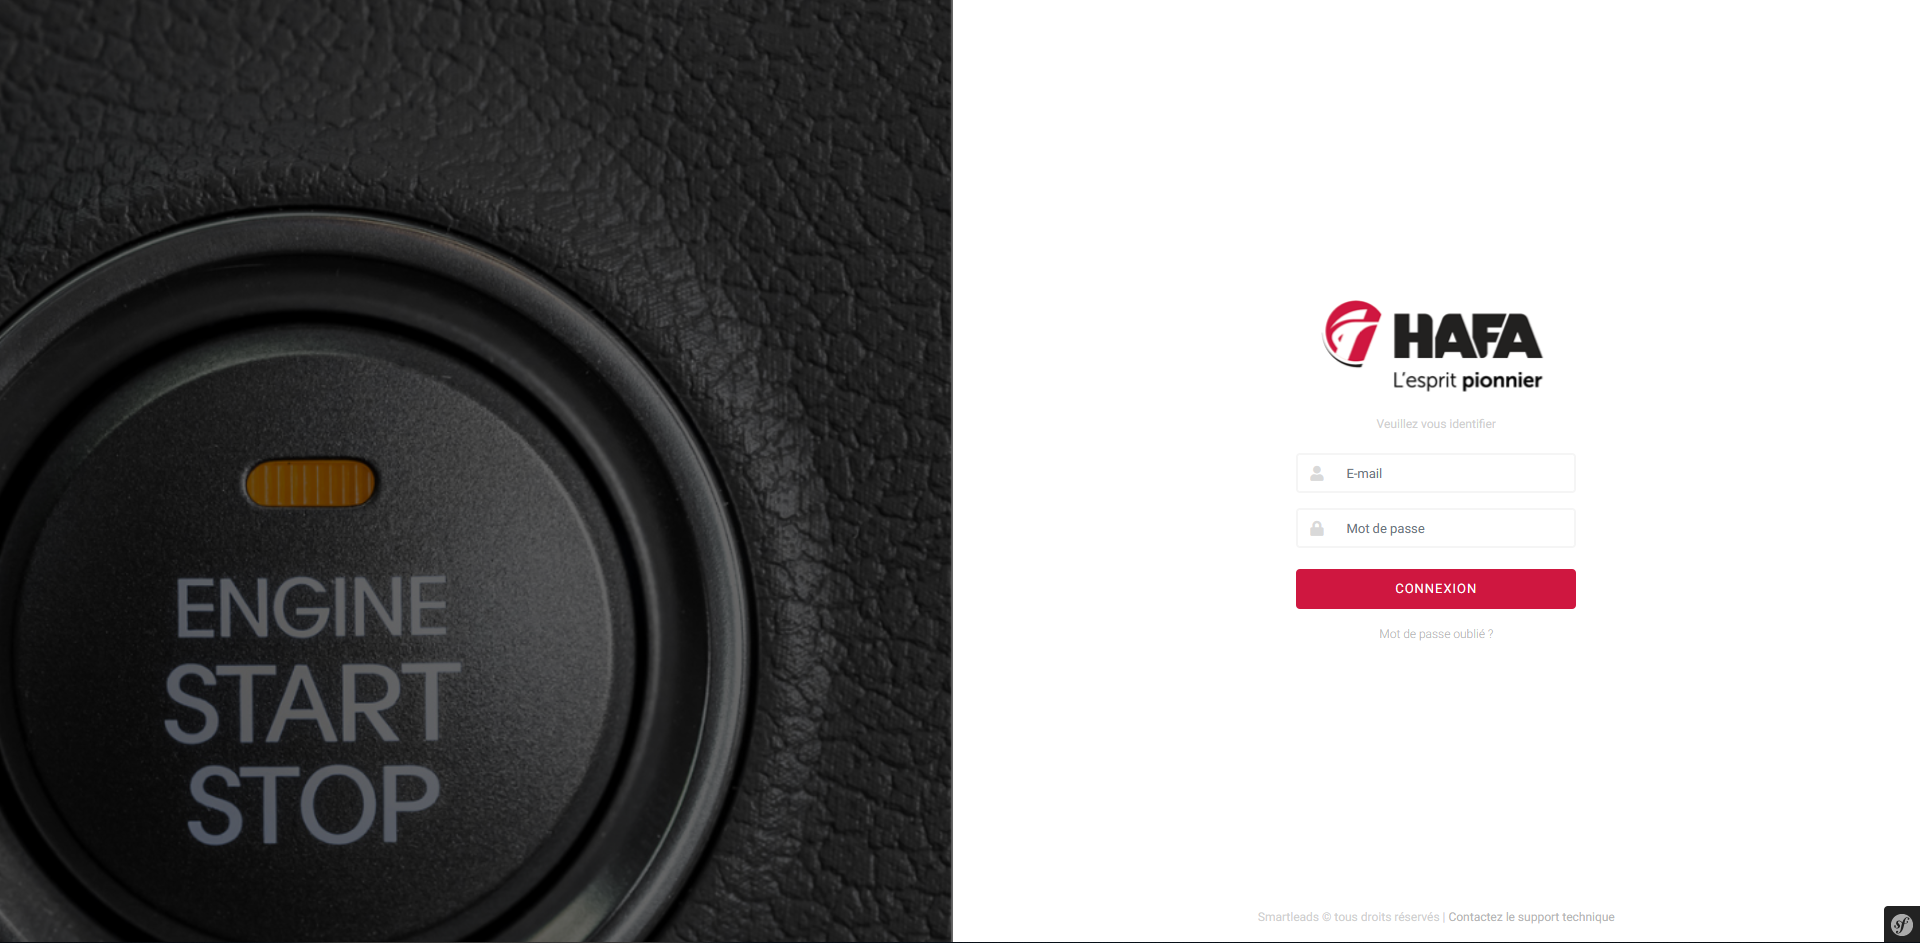 ENGINE
START
STOP
HAFA
L'esprit pionnier
Veuillez vous identifier
E-mail
Mot de passe
CONNEXION
Mot de passe oublié ?
Smartleads © tous droits réservés | Contactez le support technique
sf